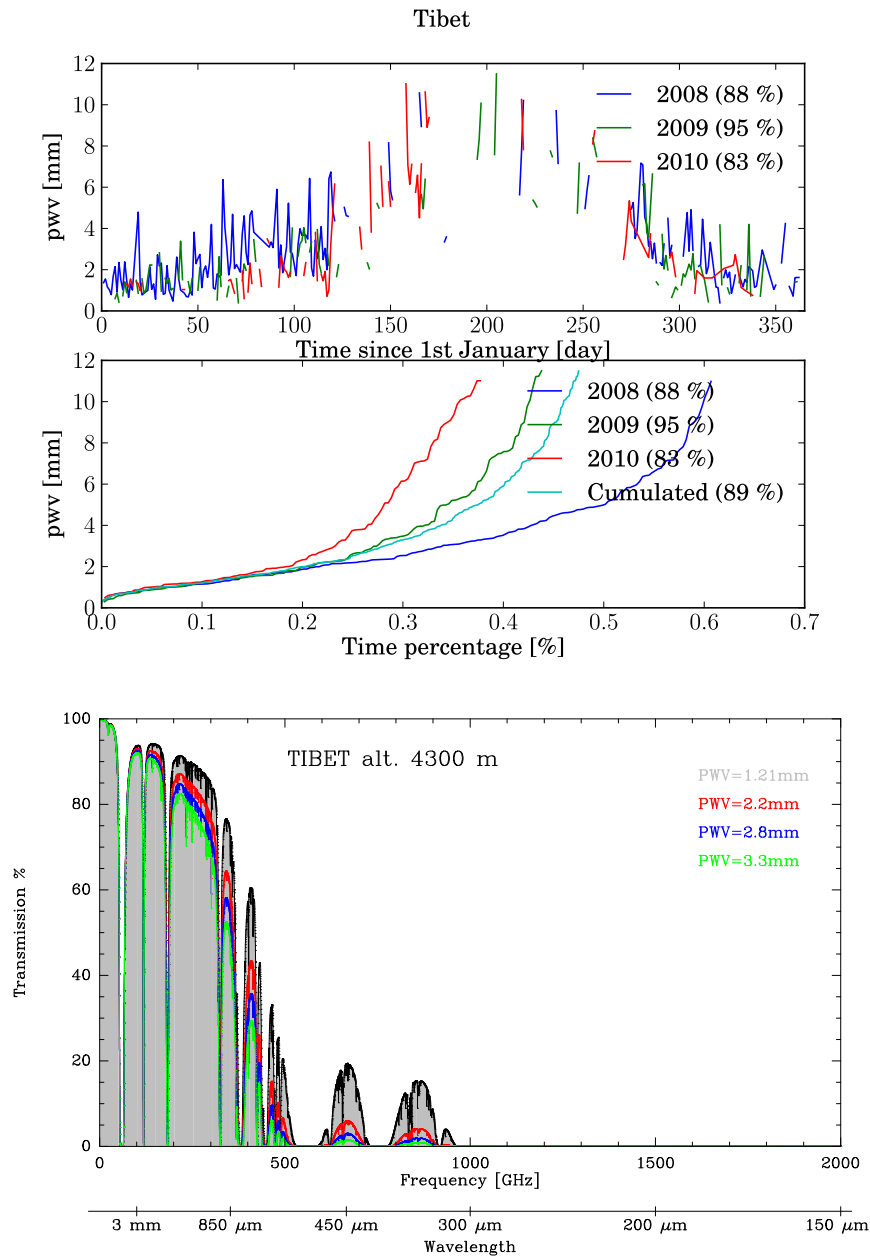 Tibet
12
10
8
6
4
2
0
pwv [mm]
2008 (88 %)
2009 (95 %)
2010 (83 %)
0 50 100 150 200 250 300 350
Time since 1st January [day]
12
10
8
6
4
2
0
pwv [mm]
2008 (88 %)
2009 (95 %)
2010 (83 %)
Cumulated (89 %)
0.0 0.1 0.2 0.3 0.4 0.5 0.6 0.7
Time percentage [%]
100
80
60
40
20
0
Transmission %
TIBET alt. 4300 m
PWV=1.21mm
PWV=2.2mm
PWV=2.8mm
PWV=3.3mm
0 500 1000 1500 2000
Frequency [GHz]
3 mm 850 μm 450 μm 300 μm 200 μm 150 μm
Wavelength